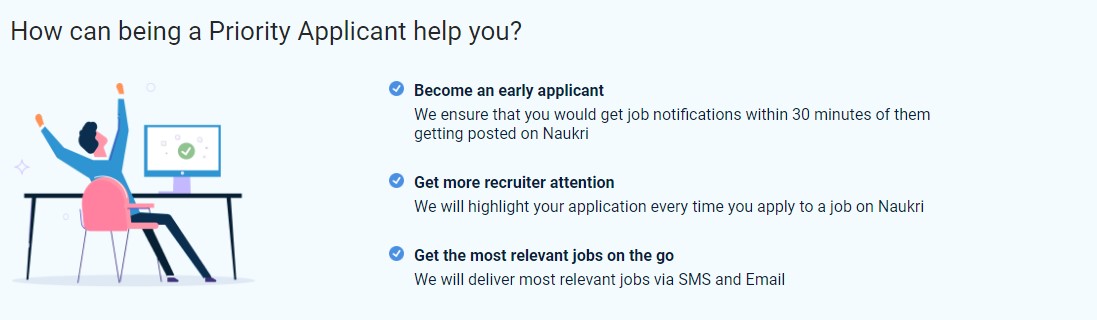 How can being a Priority Applicant help you?
Become an early applicant
We ensure that you would get job notifications within 30 minutes of them
getting posted on Naukri
Get more recruiter attention
We will highlight your application every time you apply to a job on Naukri
Get the most relevant jobs on the go
We will deliver most relevant jobs via SMS and Email